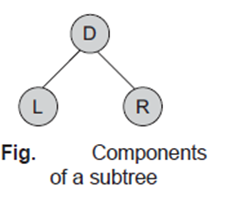 D
L R
Fig. Components
of a subtree